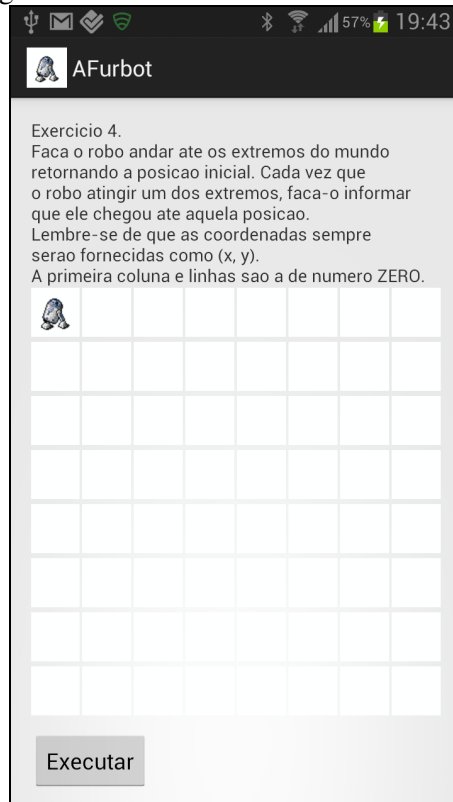 57% 19:43
AFurbot
Exercicio 4.
Faca o robo andar ate os extremos do mundo
retornando a posicao inicial. Cada vez que
o robo atingir um dos extremos, faca-o informar
que ele chegou ate aquela posicao.
Lembre-se de que as coordenadas sempre
serao fornecidas como (x, y).
A primeira coluna e linhas sao a de numero ZERO.
Executar